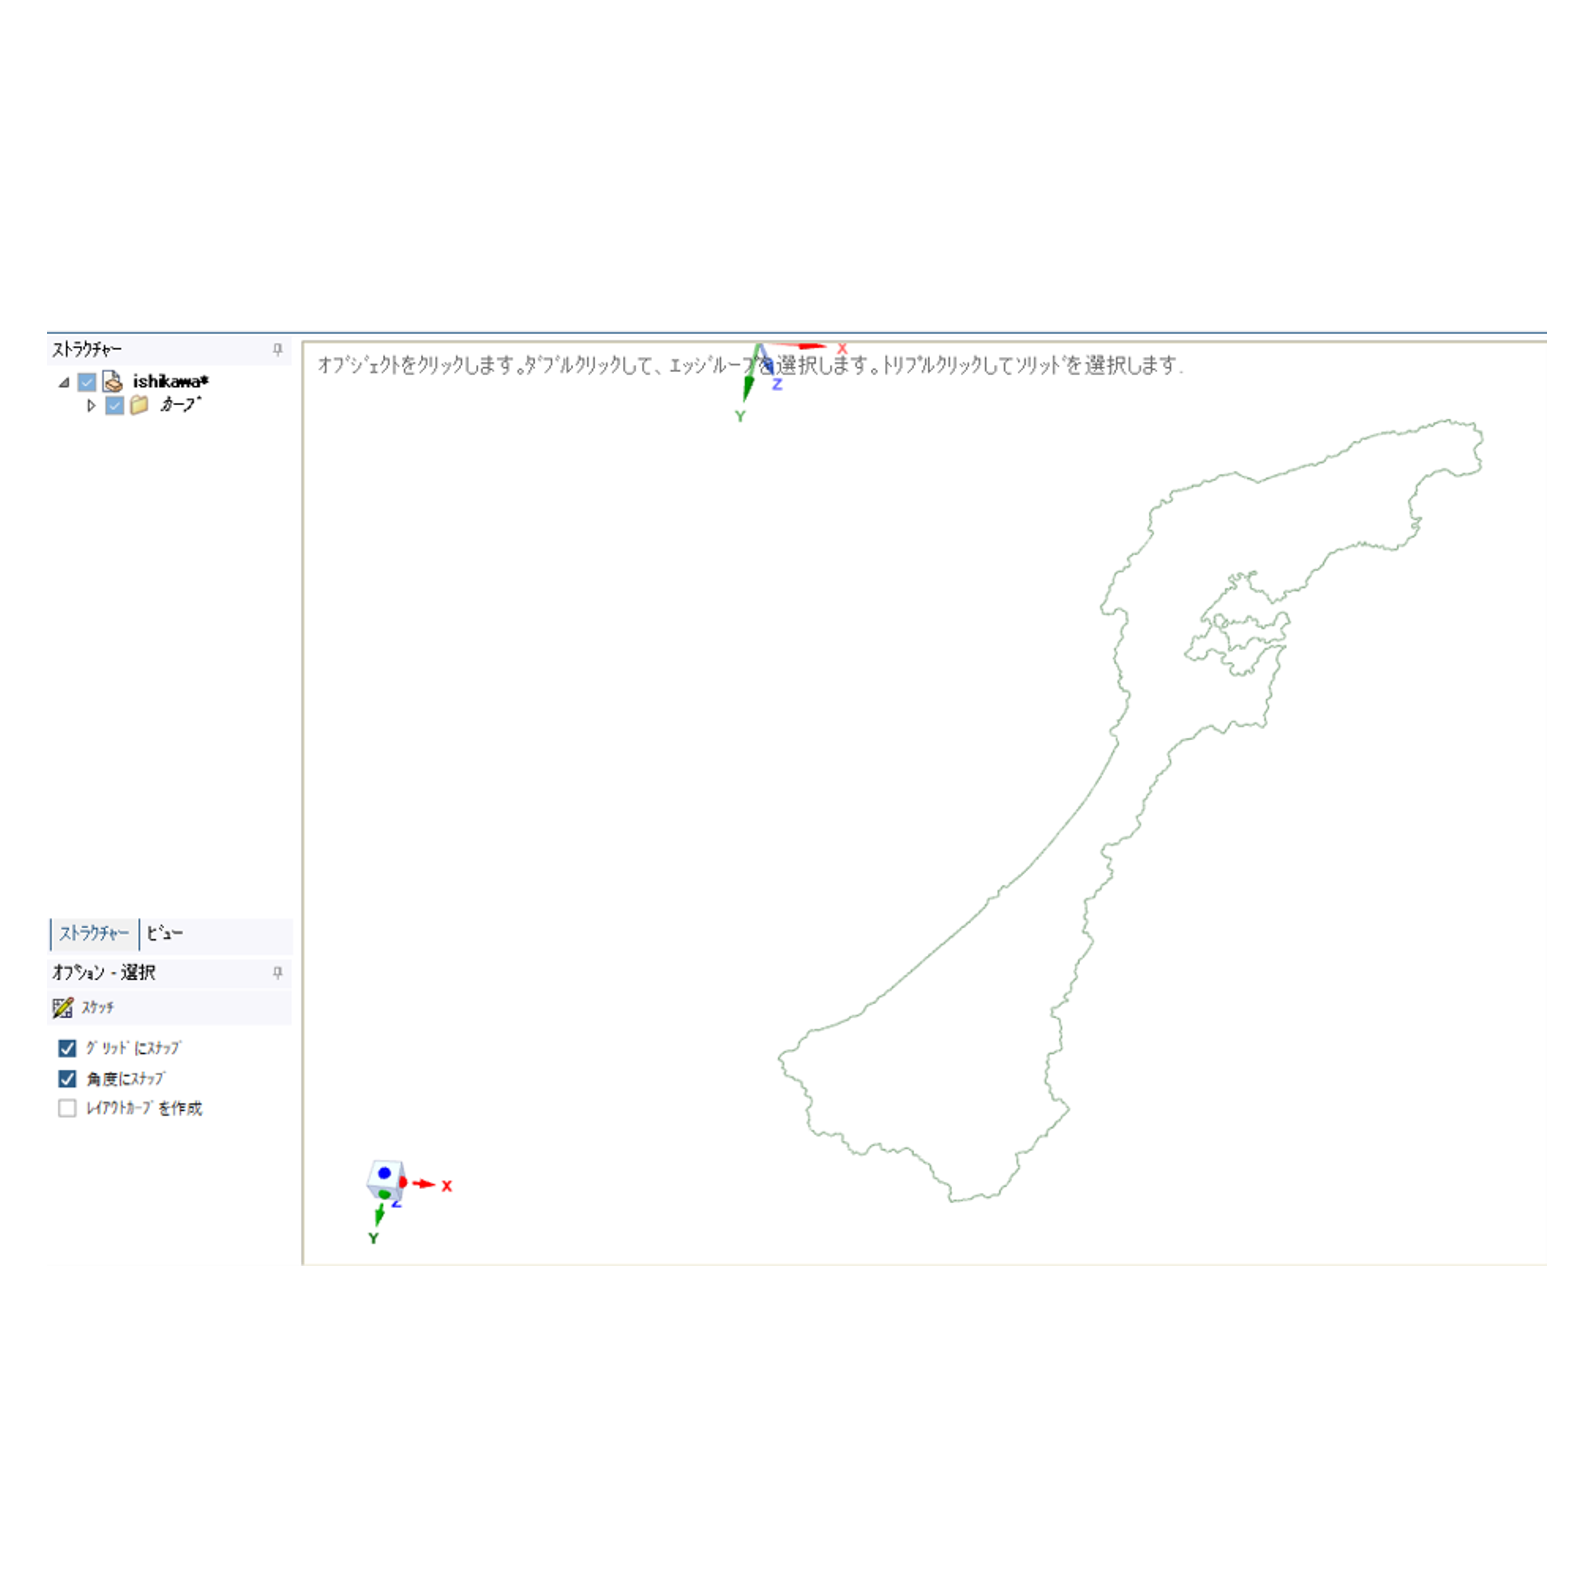 ストラクチャー
ishikawa*
カーブ
オブジェクトをクリックします。ダブルクリックして、エッジループを選択します。トリプルクリックしてソリッドを選択します.
X
Z
Y
ストラクチャー ビュー
オプション - 選択
スケッチ
グリッドにスナップ
角度にスナップ
レイアウトカーブを作成
X
Z
Y